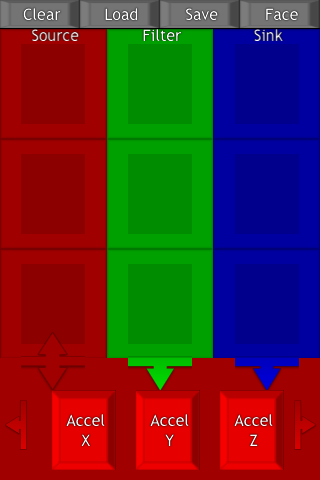 Clear Load Save Face
Source Filter Sink
Accel X
Accel Y
Accel Z